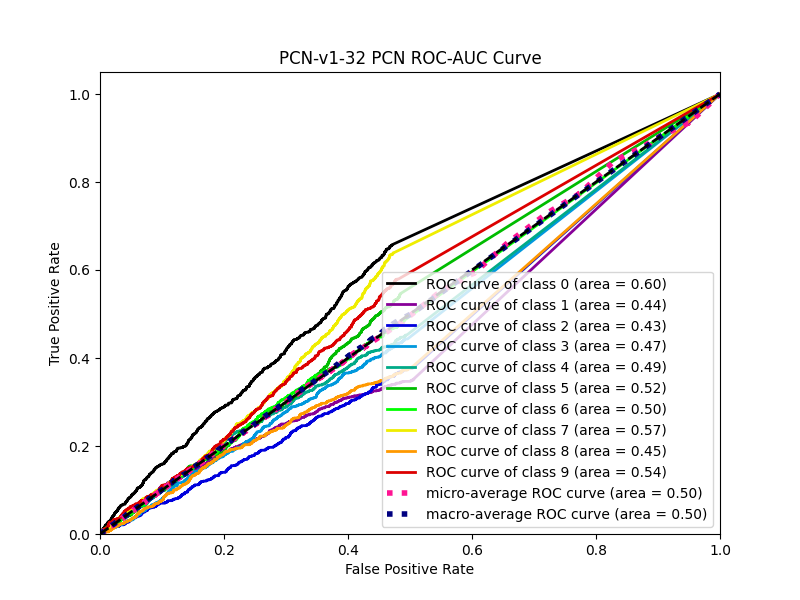 PCN-v1-32 PCN ROC-AUC Curve
True Positive Rate
1.0
0.8
0.6
0.4
0.2
0.0
ROC curve of class 0 (area = 0.60)
ROC curve of class 1 (area = 0.44)
ROC curve of class 2 (area = 0.43)
ROC curve of class 3 (area = 0.47)
ROC curve of class 4 (area = 0.49)
ROC curve of class 5 (area = 0.52)
ROC curve of class 6 (area = 0.50)
ROC curve of class 7 (area = 0.57)
ROC curve of class 8 (area = 0.45)
ROC curve of class 9 (area = 0.54)
micro-average ROC curve (area = 0.50)
macro-average ROC curve (area = 0.50)
0.0 0.2 0.4 0.6 0.8 1.0
False Positive Rate